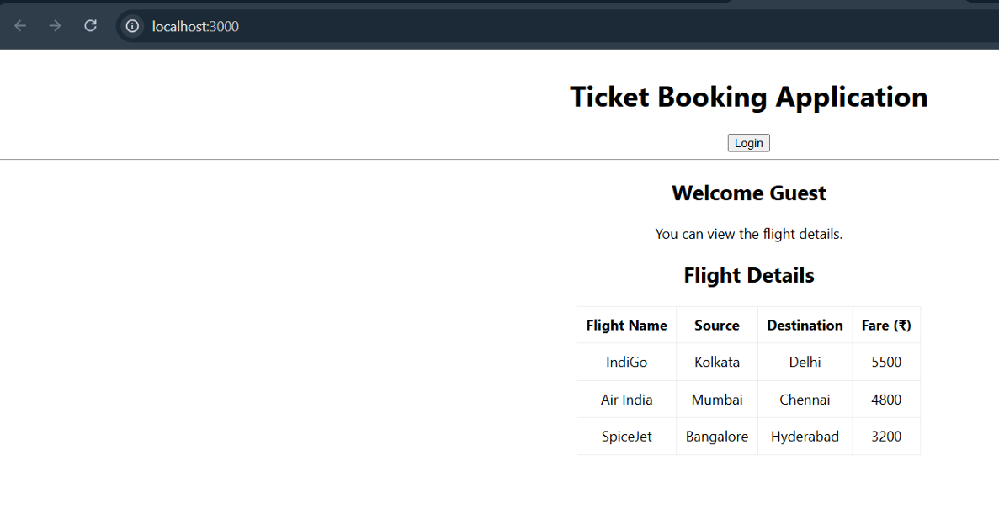 localhost:3000
Ticket Booking Application
Login
Welcome Guest
You can view the flight details.
Flight Details
Flight Name Source Destination Fare (₹)
IndiGo Kolkata Delhi 5500
Air India Mumbai Chennai 4800
SpiceJet Bangalore Hyderabad 3200